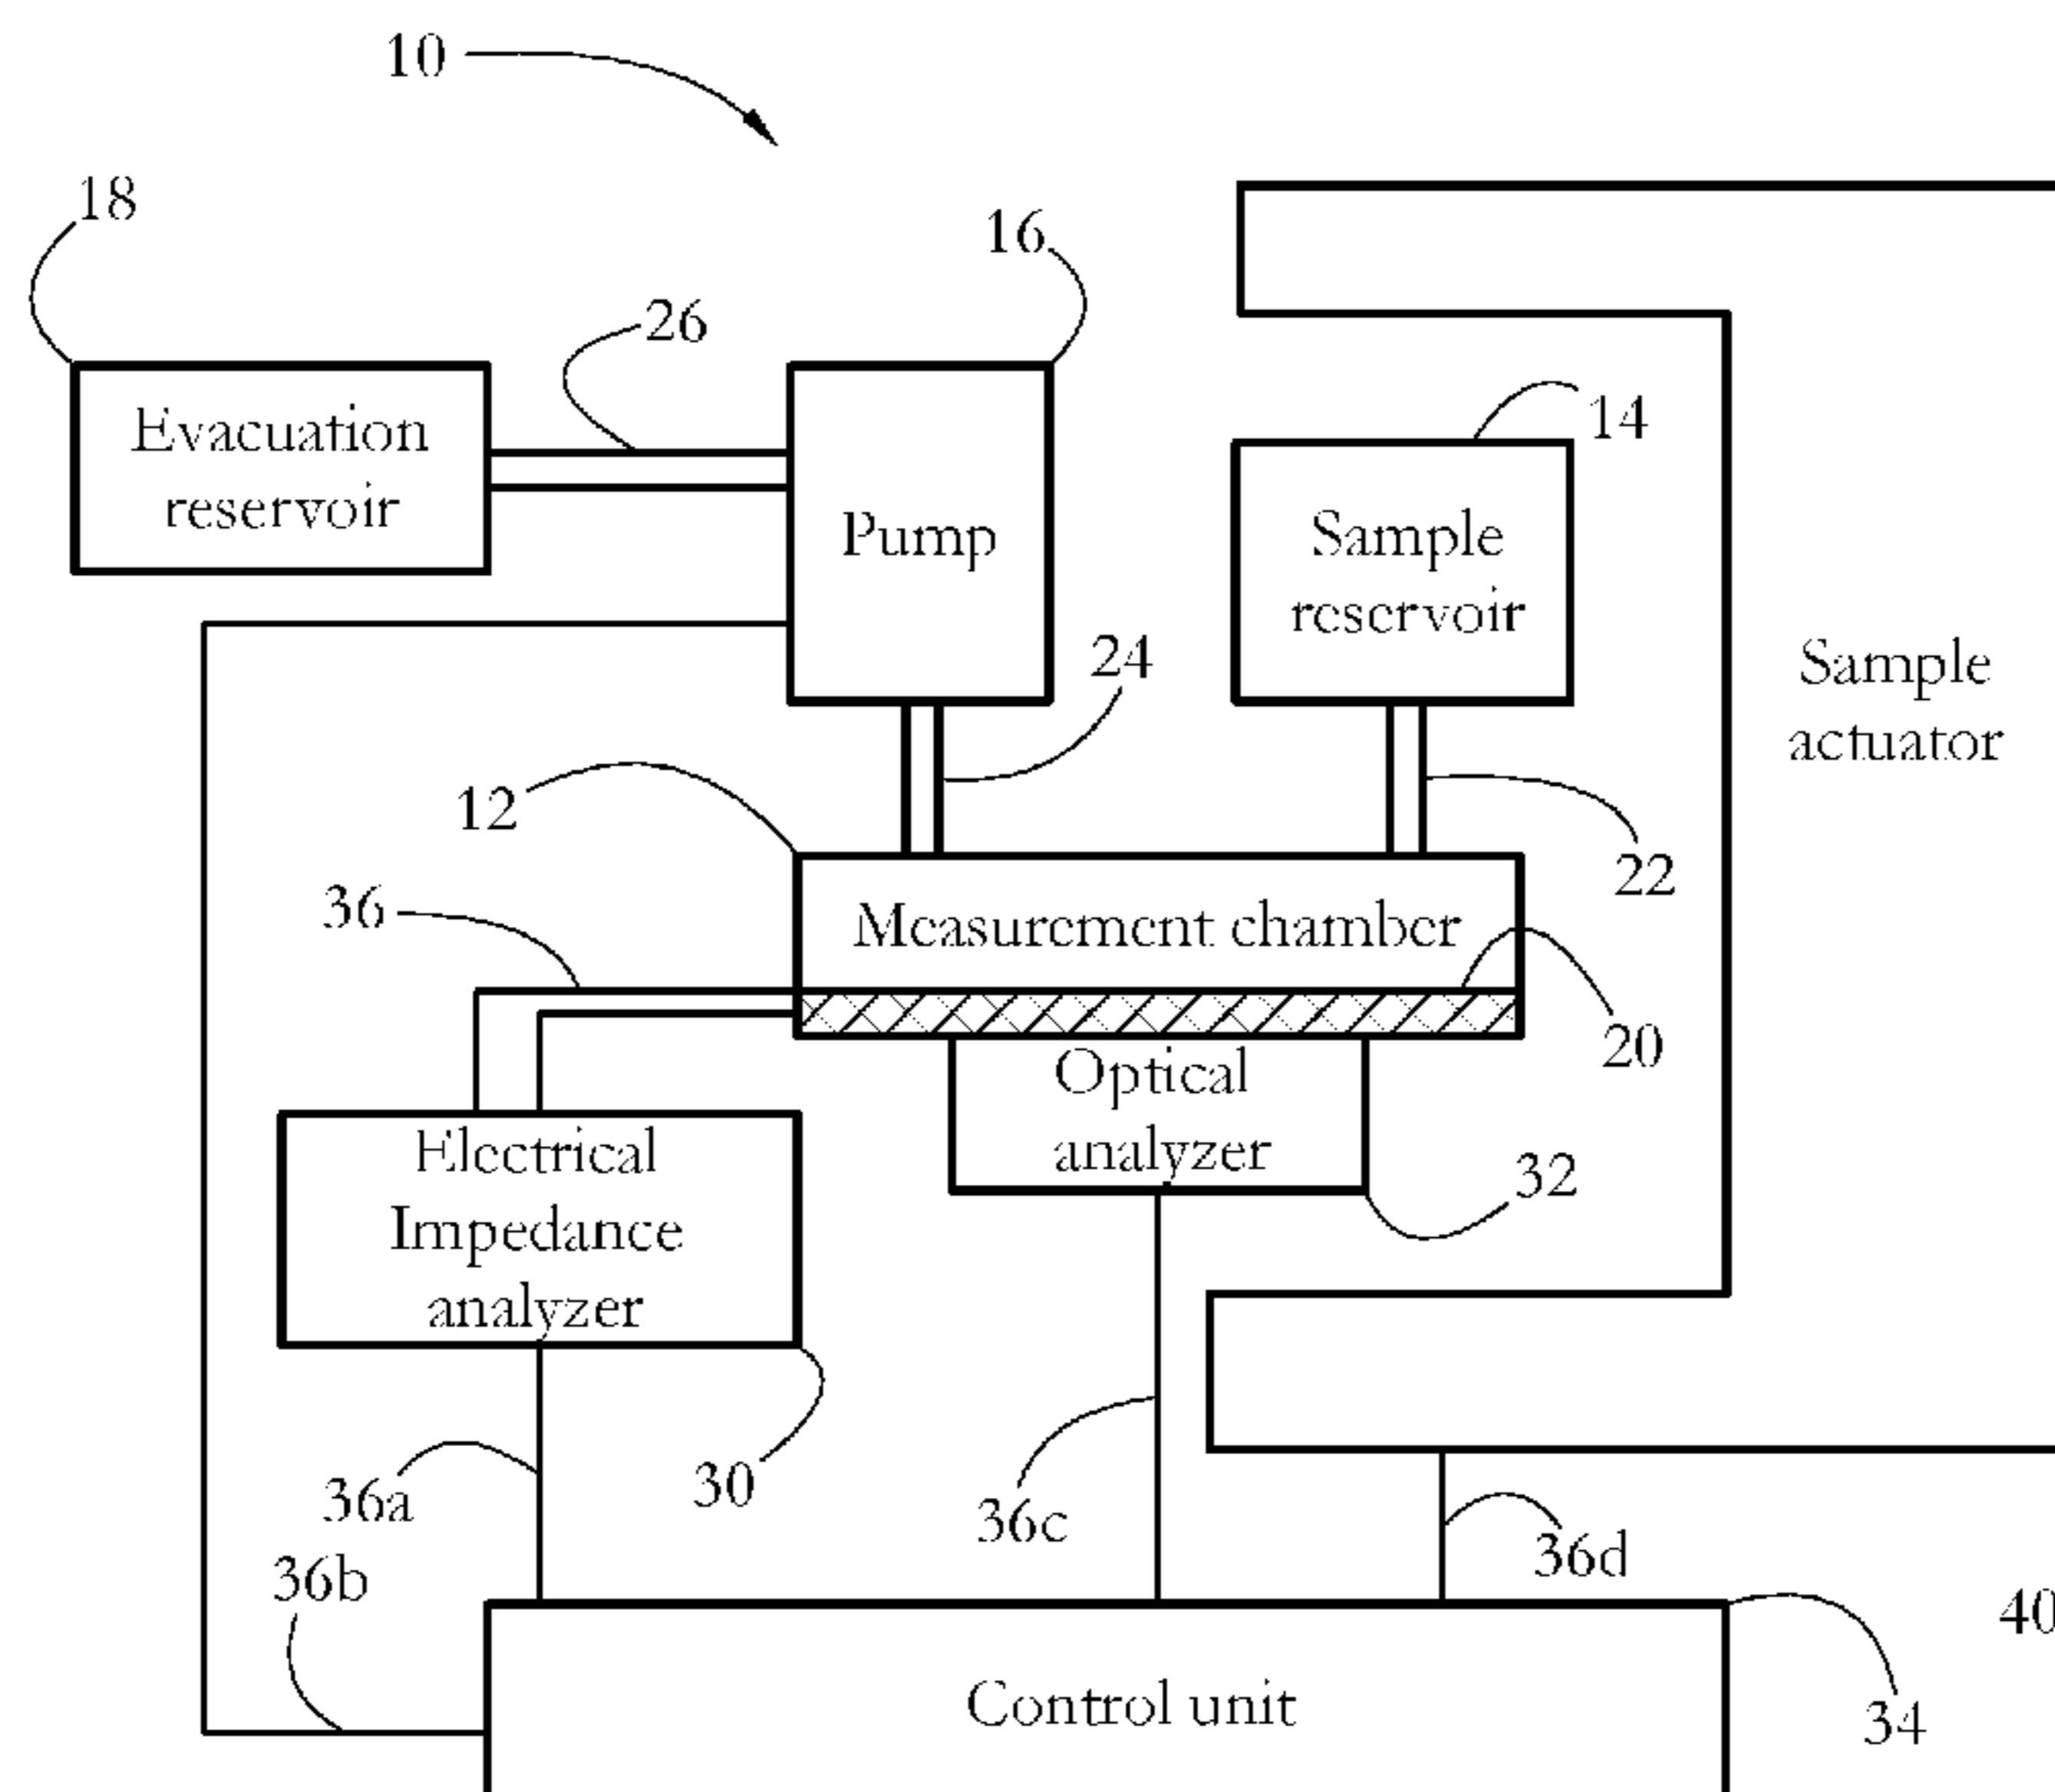 10
18
16
26
14
Evacuation
reservoir
Pump
Sample
reservoir
24
Sample
actuator
12
22
36
Measurement chamber
20
Optical
analyzer
32
Electrical
Impedance
analyzer
30
36a
36c
36d
36b
40
34
Control unit